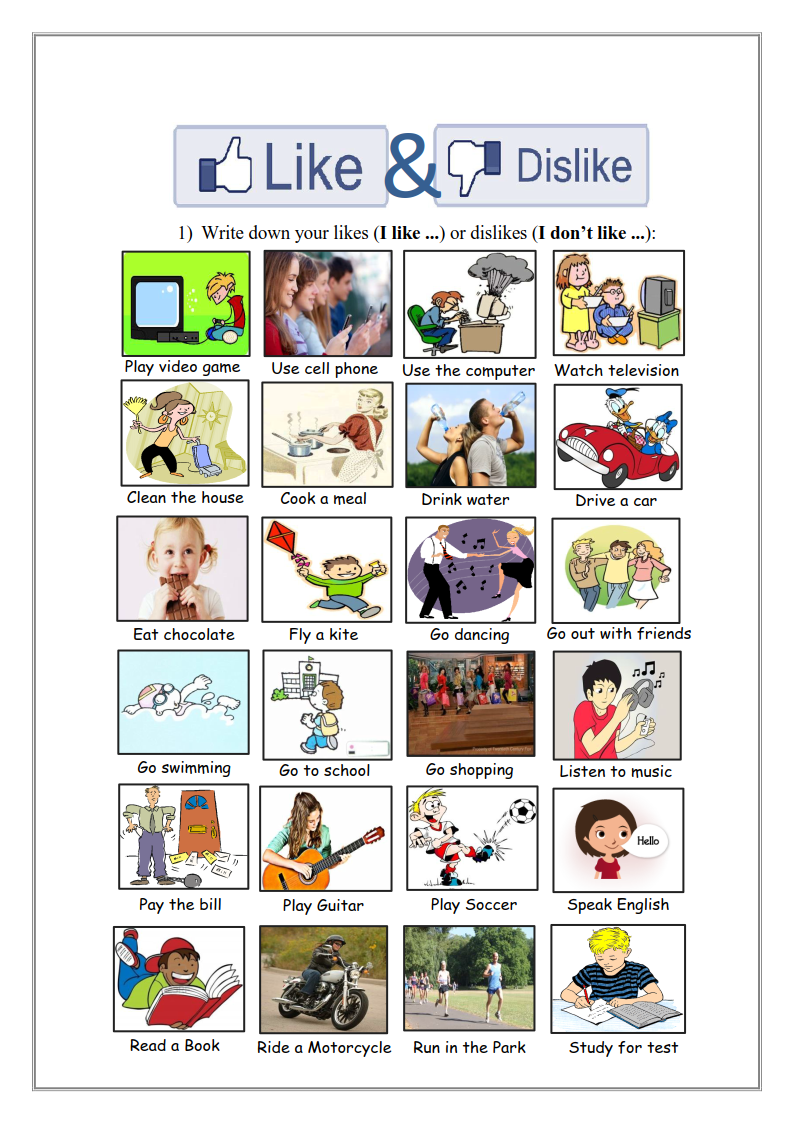 Like & Dislike
1) Write down your likes (I like ...) or dislikes (I don't like ...):
Play video game Use cell phone Use the computer Watch television
Clean the house Cook a meal Drink water Drive a car
Eat chocolate Fly a kite Go dancing Go out with friends
Go swimming Go to school Go shopping Listen to music
Hello
Pay the bill Play Guitar Play Soccer Speak English
Read a Book Ride a Motorcycle Run in the Park Study for test